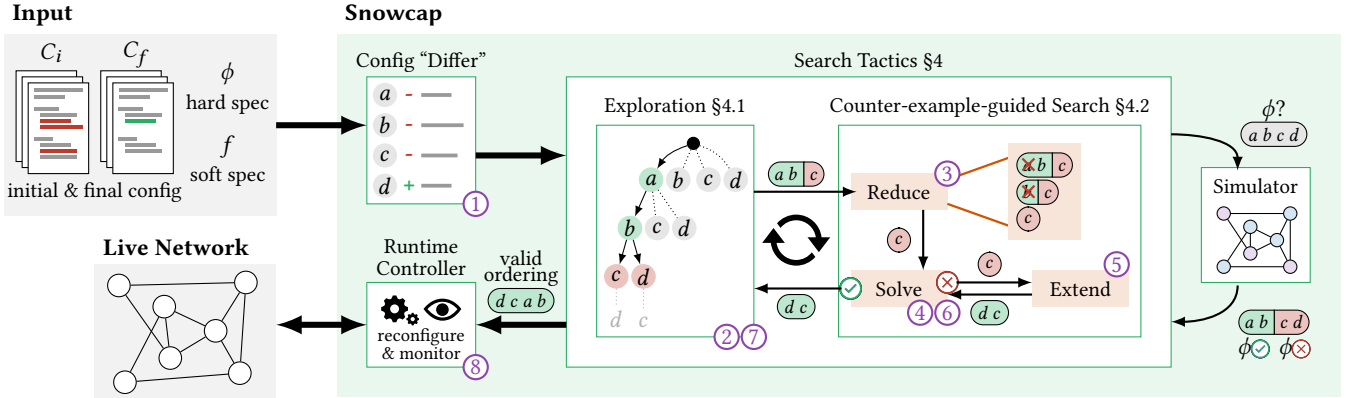 Input
C_i
C_f
ϕ
hard spec
f
soft spec
initial & final config
Live Network
Snowcap
Config “Differ”
a -
b -
c -
d +
1
Runtime
Controller
reconfigure
& monitor
8
valid
ordering
d c a b
Search Tactics §4
Exploration §4.1
a b c d
b c d
c d
d c
2 7
a b c
d c
Counter-example-guided Search §4.2
Reduce
3
a b c
b c
c
c
Solve
4 6
c
d c
Extend
5
ϕ?
a b c d
Simulator
a b c d
ϕ ϕ